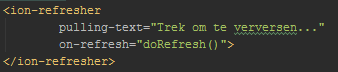 <ion-refresher
pulling-text="Trek om te verversen..."
on-refresh="doRefresh()">
</ion-refresher>